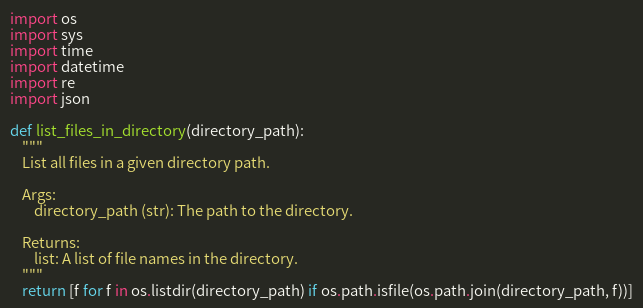 import os
import sys
import time
import datetime
import re
import json

def list_files_in_directory(directory_path):
    """
    List all files in a given directory path.

    Args:
        directory_path (str): The path to the directory.

    Returns:
        list: A list of file names in the directory.
    """
    return [f for f in os.listdir(directory_path) if os.path.isfile(os.path.join(directory_path, f))]